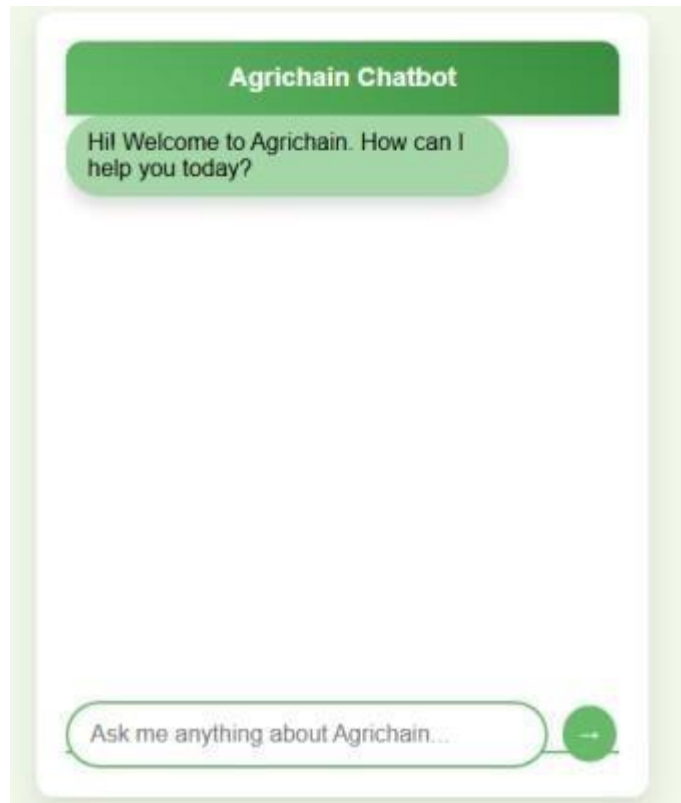 Agrichain Chatbot
Hi! Welcome to Agrichain. How can I
help you today?
Ask me anything about Agrichain...
→